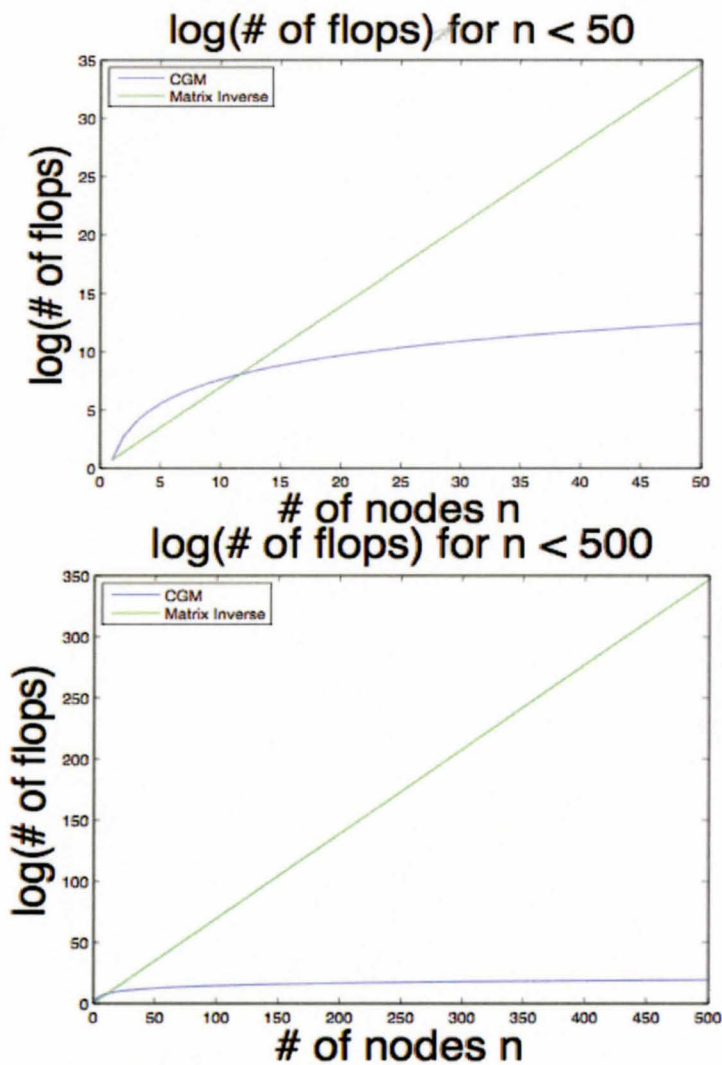 log(# of flops) for n < 50
35
CGM
Matrix Inverse
30
25
20
15
10
5
0
log(# of flops)
0 5 10 15 20 25 30 35 40 45 50
# of nodes n
log(# of flops) for n < 500
350
CGM
Matrix Inverse
300
250
200
150
100
50
0
log(# of flops)
0 50 100 150 200 250 300 350 400 450 500
# of nodes n